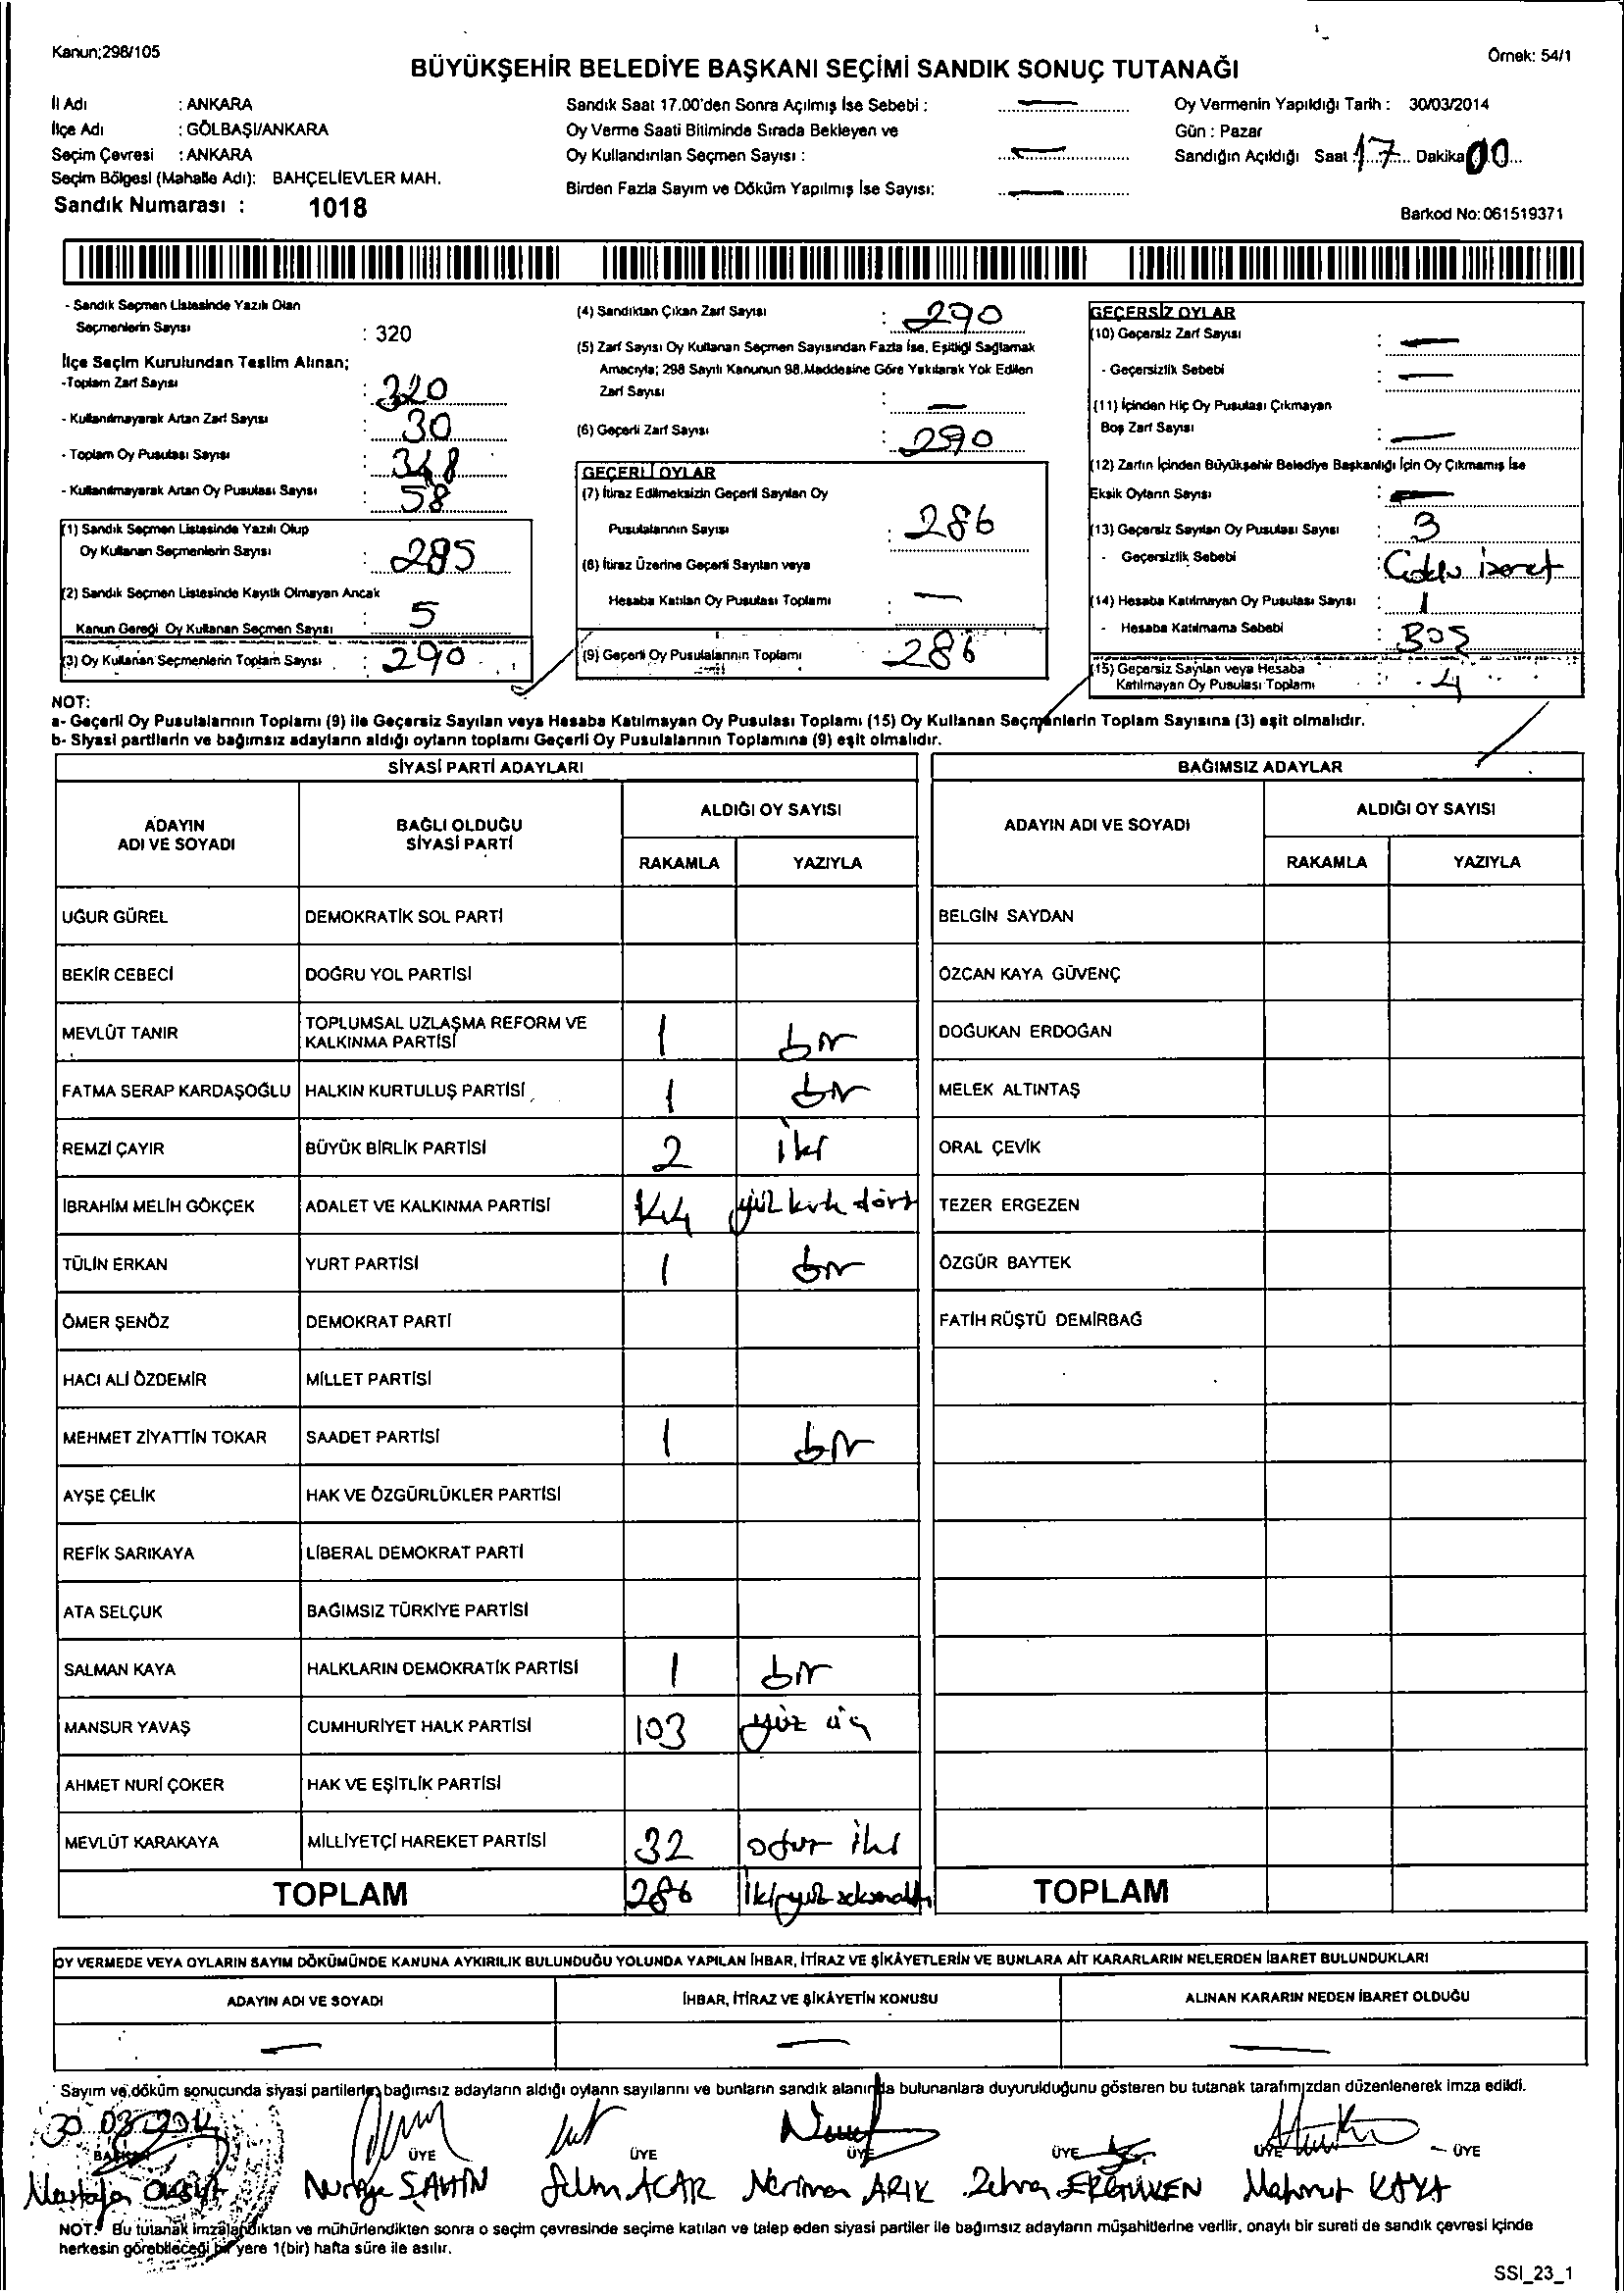 Kanun;298/105
Örnek: 54/1
BÜYÜKŞEHİR BELEDİYE BAŞKANI SEÇİMİ SANDIK SONUÇ TUTANAĞI
İl Adı : ANKARA
İlçe Adı : GÖLBAŞI/ANKARA
Seçim Çevresi : ANKARA
Seçim Bölgesi (Mahalle Adı): BAHÇELİEVLER MAH.
Sandık Numarası : 1018
Sandık Saat 17.00'den Sonra Açılmış İse Sebebi : —
Oy Verme Saati Bitiminde Sırada Bekleyen ve
Oy Kullandırılan Seçmen Sayısı : —
Birden Fazla Sayım ve Döküm Yapılmış İse Sayısı: —
Oy Vermenin Yapıldığı Tarih : 30/03/2014
Gün : Pazar
Sandığın Açıldığı Saat : 17 Dakika 00
Barkod No: 061519371
- Sandık Seçmen Listesinde Yazılı Olan
Seçmenlerin Sayısı : 320
İlçe Seçim Kurulundan Teslim Alınan;
-Toplam Zarf Sayısı : 320
- Kullanılmayarak Artan Zarf Sayısı : 30
- Toplam Oy Pusulası Sayısı : 348
- Kullanılmayarak Artan Oy Pusulası Sayısı : 58
(1) Sandık Seçmen Listesinde Yazılı Olup
Oy Kullanan Seçmenlerin Sayısı : 285
(2) Sandık Seçmen Listesinde Kayıtlı Olmayan Ancak
Kanun Gereği Oy Kullanan Seçmen Sayısı : 5
(3) Oy Kullanan Seçmenlerin Toplam Sayısı : 290
(4) Sandıktan Çıkan Zarf Sayısı : 290
(5) Zarf Sayısı Oy Kullanan Seçmen Sayısından Fazla İse, Eşitliği Sağlamak
Amacıyla; 298 Sayılı Kanunun 98.Maddesine Göre Yakılarak Yok Edilen
Zarf Sayısı : —
(6) Geçerli Zarf Sayısı : 290
GEÇERLİ OYLAR
(7) İtiraz Edilmeksizin Geçerli Sayılan Oy
Pusulalarının Sayısı : 286
(8) İtiraz Üzerine Geçerli Sayılan veya
Hesaba Katılan Oy Pusulası Toplamı : —
(9) Geçerli Oy Pusulalarının Toplamı : 286
GEÇERSİZ OYLAR
(10) Geçersiz Zarf Sayısı : —
- Geçersizlik Sebebi : —
(11) İçinden Hiç Oy Pusulası Çıkmayan
Boş Zarf Sayısı : —
(12) Zarfın İçinden Büyükşehir Belediye Başkanlığı İçin Oy Çıkmamış İse
Eksik Oyların Sayısı : —
(13) Geçersiz Sayılan Oy Pusulası Sayısı : 3
- Geçersizlik Sebebi : Çoklu işaret
(14) Hesaba Katılmayan Oy Pusulası Sayısı : 1
- Hesaba Katılmama Sebebi : BOŞ
(15) Geçersiz Sayılan veya Hesaba
Katılmayan Oy Pusulası Toplamı : 4
NOT:
a- Geçerli Oy Pusulalarının Toplamı (9) ile Geçersiz Sayılan veya Hesaba Katılmayan Oy Pusulası Toplamı (15) Oy Kullanan Seçmenlerin Toplam Sayısına (3) eşit olmalıdır.
b- Siyasi partilerin ve bağımsız adayların aldığı oyların toplamı Geçerli Oy Pusulalarının Toplamına (9) eşit olmalıdır.
SİYASİ PARTİ ADAYLARI
ADAYIN ADI VE SOYADI BAĞLI OLDUĞU SİYASİ PARTİ ALDIĞI OY SAYISI
RAKAMLA YAZIYLA
UĞUR GÜREL DEMOKRATİK SOL PARTİ
BEKİR CEBECİ DOĞRU YOL PARTİSİ
MEVLÜT TANIR TOPLUMSAL UZLAŞMA REFORM VE KALKINMA PARTİSİ 1 bir
FATMA SERAP KARDAŞOĞLU HALKIN KURTULUŞ PARTİSİ 1 bir
REMZİ ÇAYIR BÜYÜK BİRLİK PARTİSİ 2 iki
İBRAHİM MELİH GÖKÇEK ADALET VE KALKINMA PARTİSİ 144 yüz kırk dört
TÜLİN ERKAN YURT PARTİSİ 1 bir
ÖMER ŞENÖZ DEMOKRAT PARTİ
HACI ALİ ÖZDEMİR MİLLET PARTİSİ
MEHMET ZİYATTİN TOKAR SAADET PARTİSİ 1 bir
AYŞE ÇELİK HAK VE ÖZGÜRLÜKLER PARTİSİ
REFİK SARIKAYA LİBERAL DEMOKRAT PARTİ
ATA SELÇUK BAĞIMSIZ TÜRKİYE PARTİSİ
SALMAN KAYA HALKLARIN DEMOKRATİK PARTİSİ 1 bir
MANSUR YAVAŞ CUMHURİYET HALK PARTİSİ 103 yüz üç
AHMET NURİ ÇOKER HAK VE EŞİTLİK PARTİSİ
MEVLÜT KARAKAYA MİLLİYETÇİ HAREKET PARTİSİ 32 otuz iki
TOPLAM 286 ikiyüz seksenaltı
BAĞIMSIZ ADAYLAR
ADAYIN ADI VE SOYADI ALDIĞI OY SAYISI
RAKAMLA YAZIYLA
BELGİN SAYDAN
ÖZCAN KAYA GÜVENÇ
DOĞUKAN ERDOĞAN
MELEK ALTINTAŞ
ORAL ÇEVİK
TEZER ERGEZEN
ÖZGÜR BAYTEK
FATİH RÜŞTÜ DEMİRBAĞ
TOPLAM
OY VERMEDE VEYA OYLARIN SAYIM DÖKÜMÜNDE KANUNA AYKIRILIK BULUNDUĞU YOLUNDA YAPILAN İHBAR, İTİRAZ VE ŞİKÂYETLERİN VE BUNLARA AİT KARARLARIN NELERDEN İBARET BULUNDUKLARI
ADAYIN ADI VE SOYADI İHBAR, İTİRAZ VE ŞİKÂYETİN KONUSU ALINAN KARARIN NEDEN İBARET OLDUĞU
— — —
Sayım ve döküm sonucunda siyasi partilerle, bağımsız adayların aldığı oyların sayılarını ve bunların sandık alanında bulunanlara duyurulduğunu gösteren bu tutanak tarafımızdan düzenlenerek imza edildi.
30.03.2014
BAŞKAN ÜYE ÜYE ÜYE ÜYE ÜYE ÜYE
Mustafa Nuriye ŞAHİN Selim ACAR Neriman ARIK Zehra ERGÜVEN Mahmut KAYA
NOT: Bu tutanak imzalandıktan ve mühürlendikten sonra o seçim çevresinde seçime katılan ve talep eden siyasi partiler ile bağımsız adayların müşahitlerine verilir, onaylı bir sureti de sandık çevresi içinde
herkesin görebileceği bir yere 1(bir) hafta süre ile asılır.
SSI_23_1